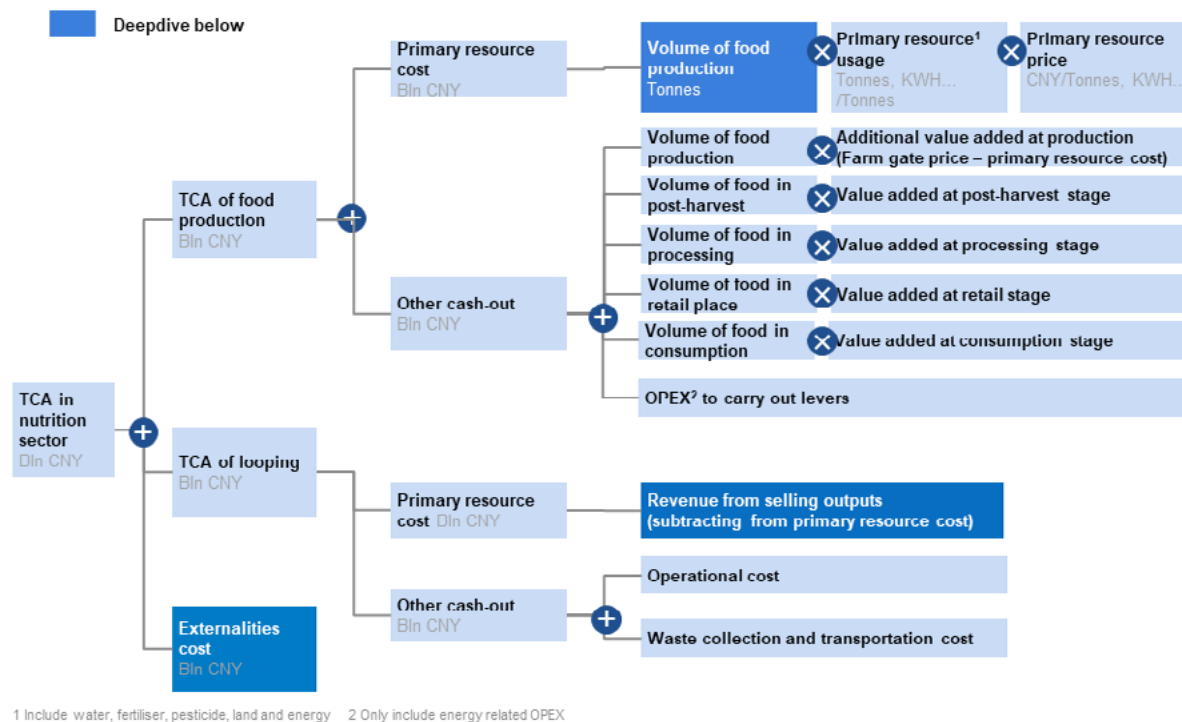 Deepdive below
Primary resource
cost
Bln CNY
Volume of food
production
Tonnes
Primary resource¹
usage
Tonnes, KWH...
/Tonnes
Primary resource
price
CNY/Tonnes, KWH...
Volume of food
production
Additional value added at production
(Farm gate price – primary resource cost)
TCA of food
production
Bln CNY
Volume of food in
post-harvest
Value added at post-harvest stage
Volume of food in
processing
Value added at processing stage
Other cash-out
Bln CNY
Volume of food in
retail place
Value added at retail stage
Volume of food in
consumption
Value added at consumption stage
OPEX² to carry out levers
TCA in
nutrition
sector
Bln CNY
TCA of looping
Bln CNY
Primary resource
cost Bln CNY
Revenue from selling outputs
(subtracting from primary resource cost)
Other cash-out
Bln CNY
Operational cost
Waste collection and transportation cost
Externalities
cost
Bln CNY
1 Include water, fertiliser, pesticide, land and energy 2 Only include energy related OPEX